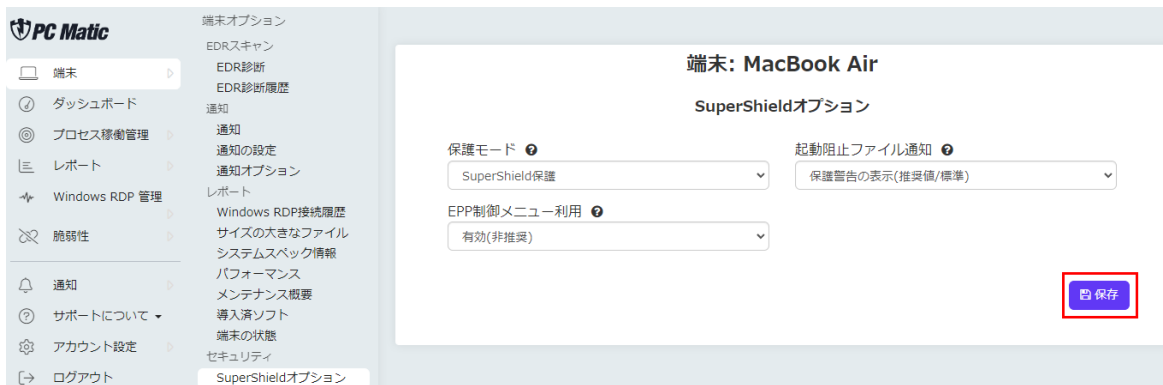 PC Matic
端末
ダッシュボード
プロセス稼働管理
レポート
Windows RDP 管理
脆弱性
通知
サポートについて
アカウント設定
ログアウト
端末オプション
EDRスキャン
EDR診断
EDR診断履歴
通知
通知
通知の設定
通知オプション
レポート
Windows RDP接続履歴
サイズの大きなファイル
システムスペック情報
パフォーマンス
メンテナンス概要
導入済ソフト
端末の状態
セキュリティ
SuperShieldオプション
端末: MacBook Air
SuperShieldオプション
保護モード
SuperShield保護
起動阻止ファイル通知
保護警告の表示(推奨値/標準)
EPP制御メニュー利用
有効(非推奨)
保存